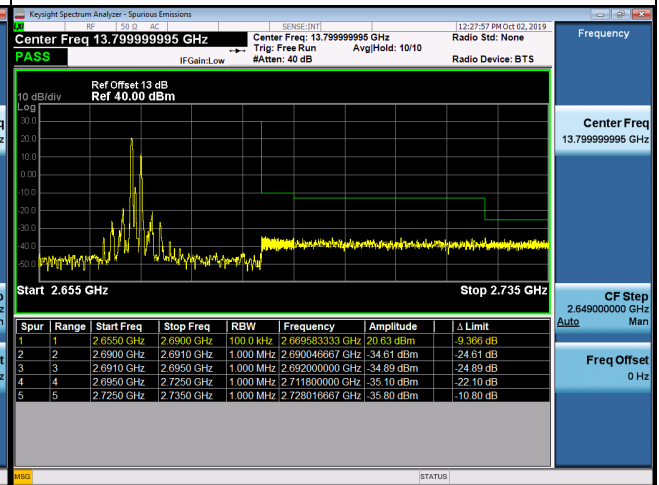 Keysight Spectrum Analyzer - Spurious Emissions
RF 50 Ω AC SENSE:INT 12:27:57 PM Oct 02, 2019
Center Freq 13.799999995 GHz
Center Freq: 13.799999995 GHz Radio Std: None
Trig: Free Run Avg|Hold: 10/10
PASS IFGain:Low #Atten: 40 dB Radio Device: BTS
Ref Offset 13 dB
10 dB/div Ref 40.00 dBm
Log
30.0
20.0
10.0
0.00
-10.0
-20.0
-30.0
-40.0
-50.0
Start 2.655 GHz Stop 2.735 GHz
Spur Range Start Freq Stop Freq RBW Frequency Amplitude Δ Limit
1 1 2.6550 GHz 2.6900 GHz 100.0 kHz 2.669583333 GHz 20.63 dBm -9.366 dB
2 2 2.6900 GHz 2.6910 GHz 1.000 MHz 2.690046667 GHz -34.61 dBm -24.61 dB
3 3 2.6910 GHz 2.6950 GHz 1.000 MHz 2.692000000 GHz -34.89 dBm -24.89 dB
4 4 2.6950 GHz 2.7250 GHz 1.000 MHz 2.711800000 GHz -35.10 dBm -22.10 dB
5 5 2.7250 GHz 2.7350 GHz 1.000 MHz 2.728016667 GHz -35.80 dBm -10.80 dB
MSG STATUS
Frequency
Center Freq
13.799999995 GHz
CF Step
2.649000000 GHz
Auto Man
Freq Offset
0 Hz